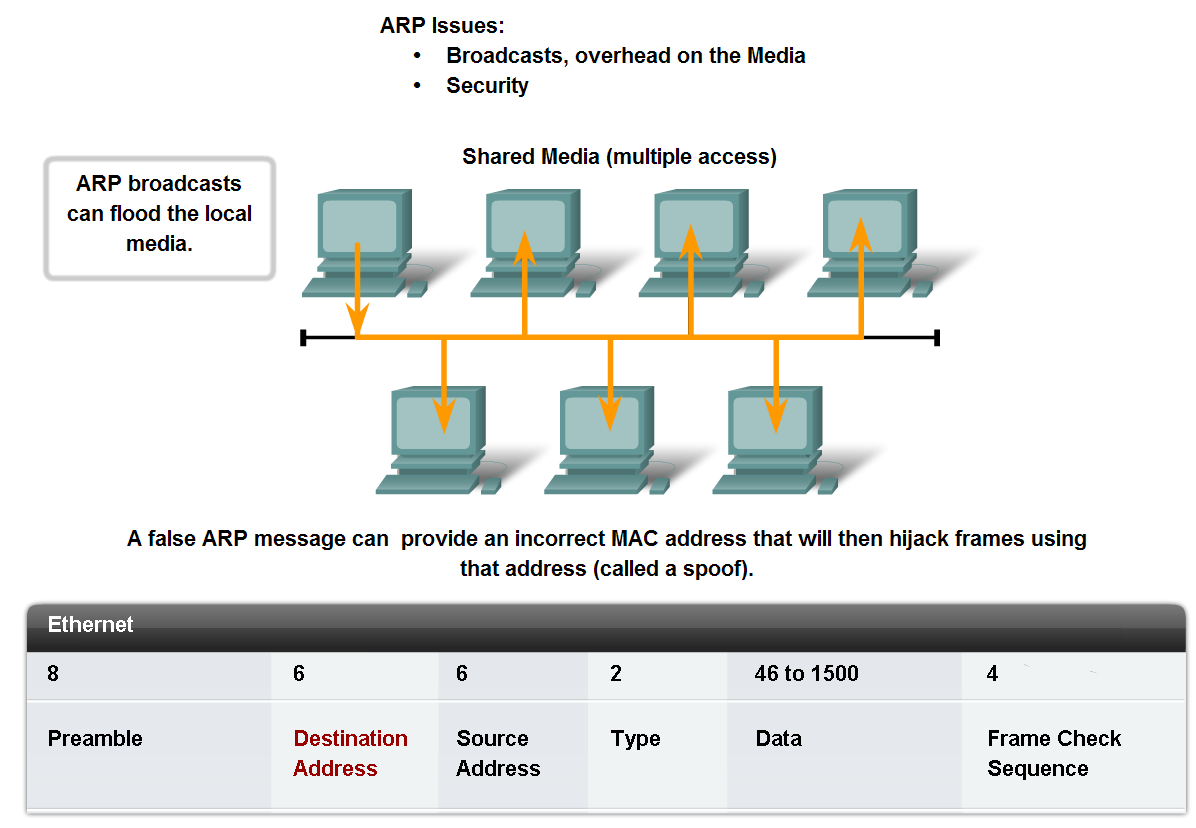 ARP Issues:
• Broadcasts, overhead on the Media
• Security
Shared Media (multiple access)
ARP broadcasts
can flood the local
media.
A false ARP message can  provide an incorrect MAC address that will then hijack frames using
that address (called a spoof).
Ethernet
8 6 6 2 46 to 1500 4
Preamble Destination Source Type Data Frame Check
Address Address Sequence